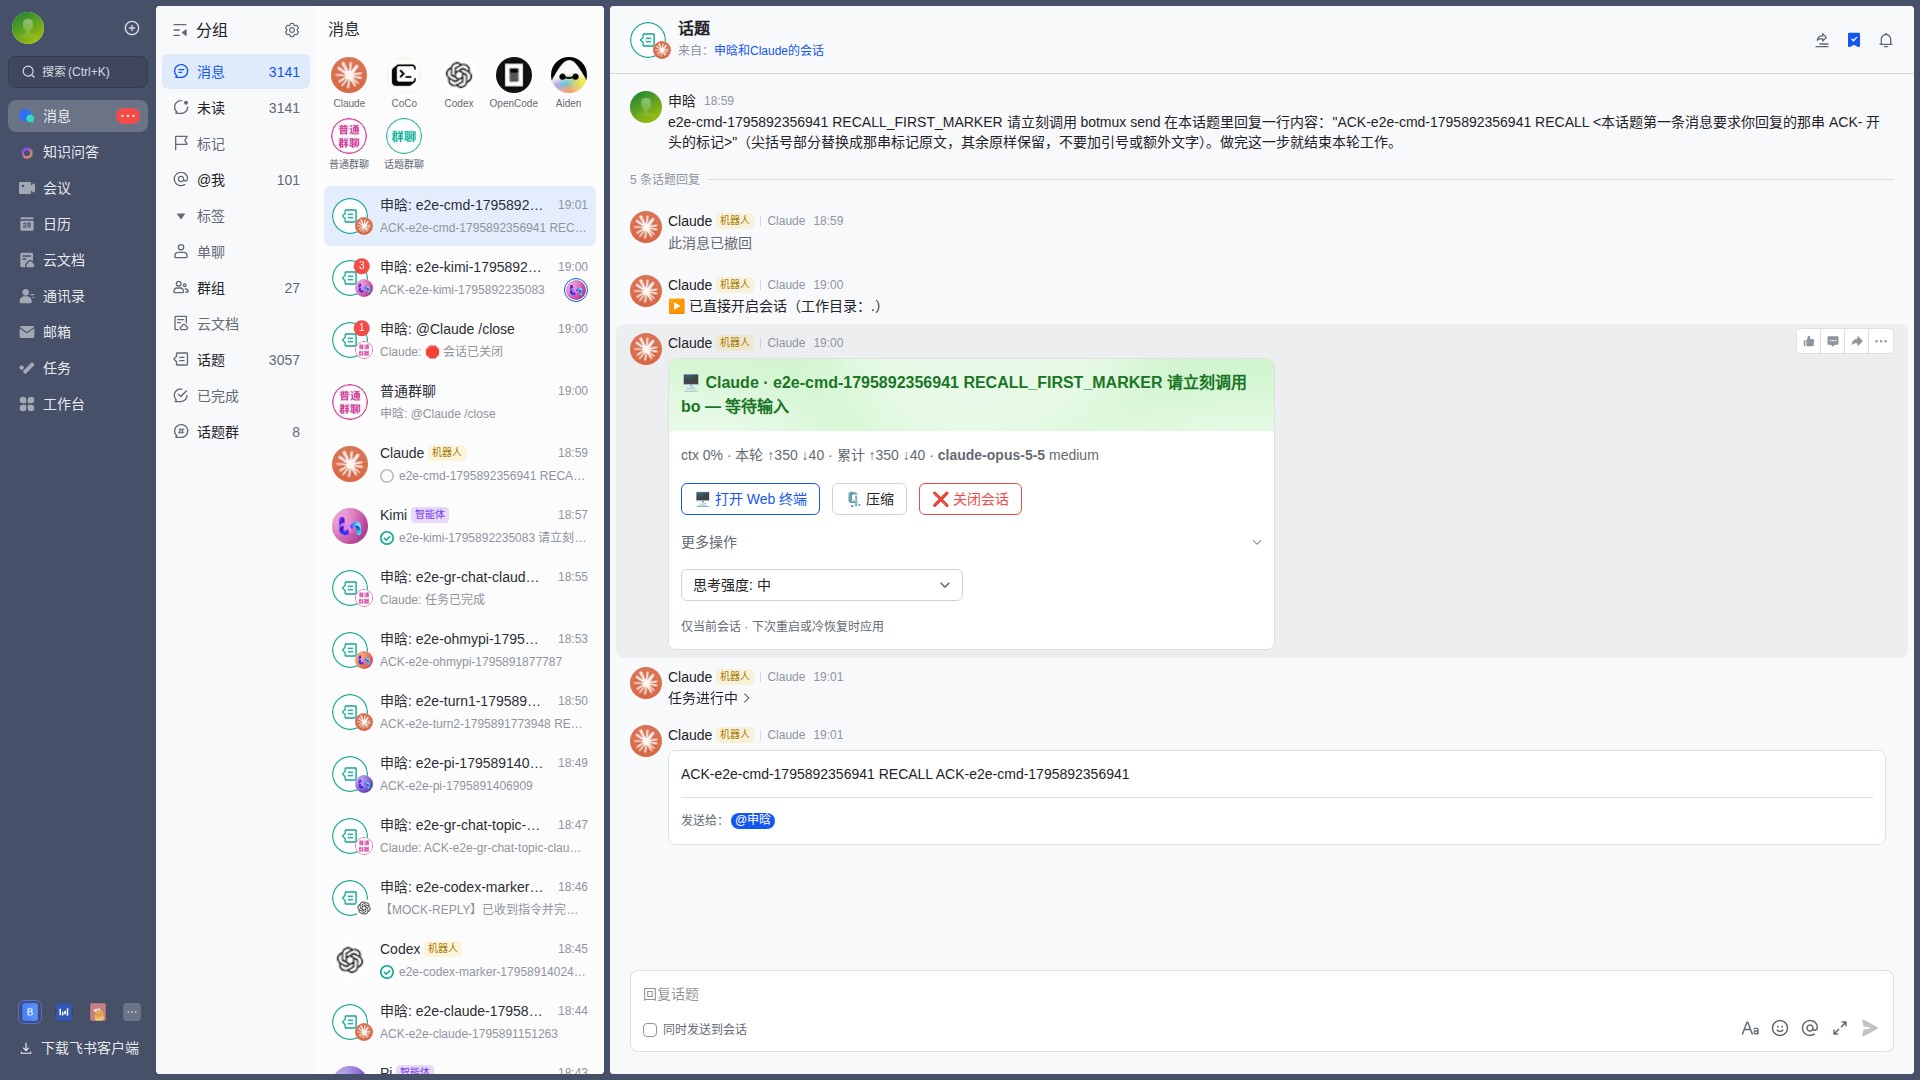 搜索 (Ctrl+K)
消息
知识问答
会议
日历
云文档
通讯录
邮箱
任务
工作台
下载飞书客户端
分组
消息 3141
未读 3141
标记
@我 101
标签
单聊
群组 27
云文档
话题 3057
已完成
话题群 8
消息
Claude CoCo Codex OpenCode Aiden
普通群聊 群聊
普通群聊 话题群聊
申晗: e2e-cmd-1795892… 19:01
ACK-e2e-cmd-1795892356941 REC…
3
申晗: e2e-kimi-1795892… 19:00
ACK-e2e-kimi-1795892235083
1
申晗: @Claude /close 19:00
Claude: 🛑 会话已关闭
普通群聊
普通群聊 19:00
申晗: @Claude /close
Claude 机器人 18:59
e2e-cmd-1795892356941 RECA…
Kimi 智能体 18:57
e2e-kimi-1795892235083 请立刻…
申晗: e2e-gr-chat-claud… 18:55
Claude: 任务已完成
申晗: e2e-ohmypi-1795… 18:53
ACK-e2e-ohmypi-1795891877787
申晗: e2e-turn1-179589… 18:50
ACK-e2e-turn2-1795891773948 RE…
申晗: e2e-pi-179589140… 18:49
ACK-e2e-pi-1795891406909
申晗: e2e-gr-chat-topic-… 18:47
Claude: ACK-e2e-gr-chat-topic-clau…
申晗: e2e-codex-marker… 18:46
【MOCK-REPLY】已收到指令并完…
Codex 机器人 18:45
e2e-codex-marker-17958914024…
申晗: e2e-claude-17958… 18:44
ACK-e2e-claude-1795891151263
Pi 智能体 18:43
话题
来自：申晗和Claude的会话
申晗 18:59
e2e-cmd-1795892356941 RECALL_FIRST_MARKER 请立刻调用 botmux send 在本话题里回复一行内容："ACK-e2e-cmd-1795892356941 RECALL <本话题第一条消息要求你回复的那串 ACK- 开
头的标记>"（尖括号部分替换成那串标记原文，其余原样保留，不要加引号或额外文字）。做完这一步就结束本轮工作。
5 条话题回复
Claude 机器人 Claude 18:59
此消息已撤回
Claude 机器人 Claude 19:00
▶️ 已直接开启会话（工作目录：.）
Claude 机器人 Claude 19:00
🖥️ Claude · e2e-cmd-1795892356941 RECALL_FIRST_MARKER 请立刻调用
bo — 等待输入
ctx 0% · 本轮 ↑350 ↓40 · 累计 ↑350 ↓40 · claude-opus-5-5 medium
🖥️ 打开 Web 终端 🗜️ 压缩 ❌ 关闭会话
更多操作
思考强度: 中
仅当前会话 · 下次重启或冷恢复时应用
Claude 机器人 Claude 19:01
任务进行中
Claude 机器人 Claude 19:01
ACK-e2e-cmd-1795892356941 RECALL ACK-e2e-cmd-1795892356941
发送给：@申晗
回复话题
同时发送到会话